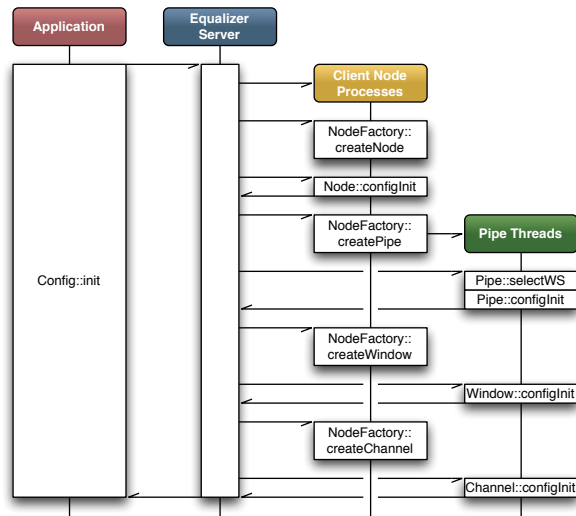 Application
Equalizer
Server
Client Node
Processes
NodeFactory::
createNode
Node::configInit
NodeFactory::
createPipe
Pipe Threads
Config::init
Pipe::selectWS
Pipe::configInit
NodeFactory::
createWindow
Window::configInit
NodeFactory::
createChannel
Channel::configInit